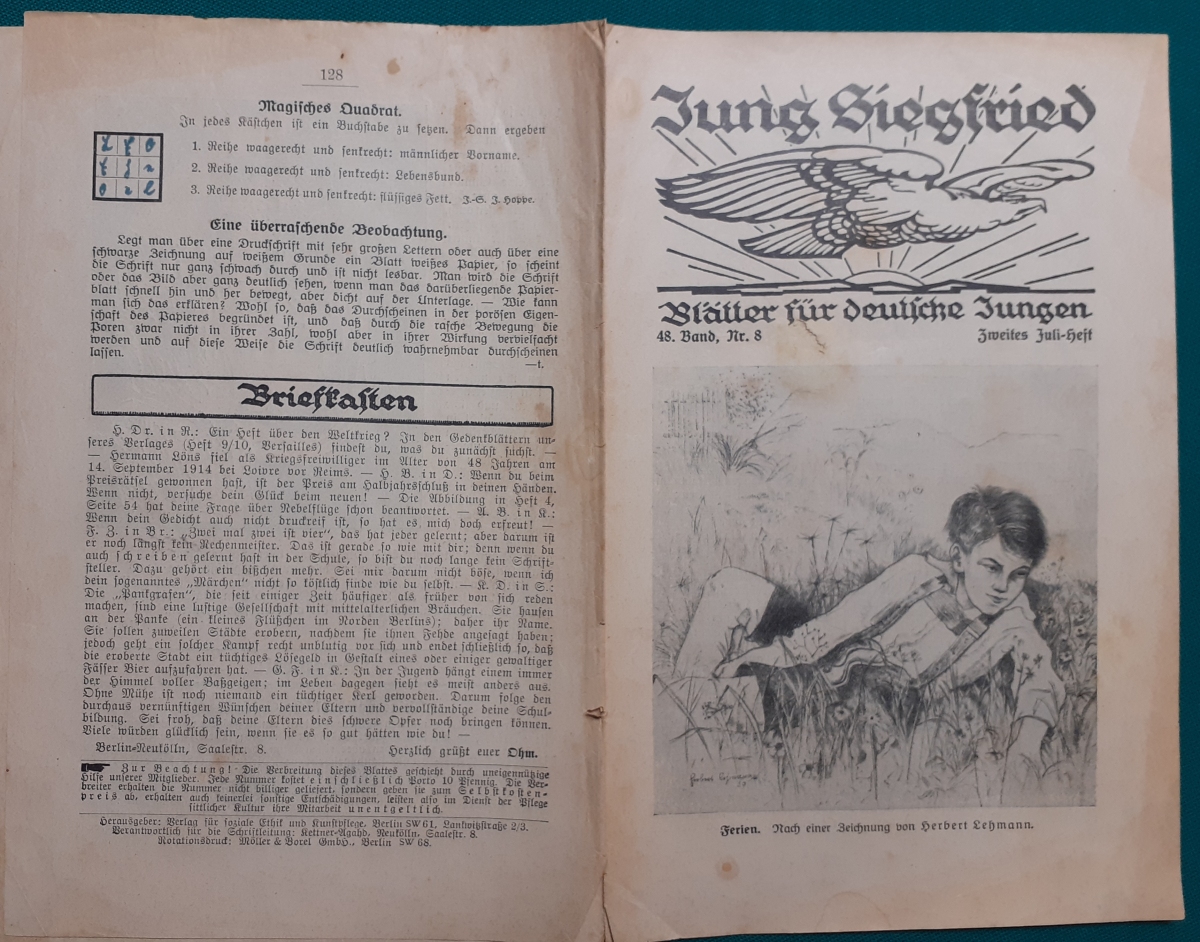 128
Magisches Quadrat.
In jedes Kästchen ist ein Buchstabe zu setzen. Dann ergeben
1. Reihe waagerecht und senkrecht: männlicher Vorname.
2. Reihe waagerecht und senkrecht: Lebensbund.
3. Reihe waagerecht und senkrecht: flüssiges Fett. J.-S. J. Hoppe.
Eine überraschende Beobachtung.
Legt man über eine Druckschrift mit sehr großen Lettern oder auch über eine
schwarze Zeichnung auf weißem Grunde ein Blatt weißes Papier, so scheint
die Schrift nur ganz schwach durch und ist nicht lesbar. Man wird die Schrift
oder das Bild aber ganz deutlich sehen, wenn man das darüberliegende Papier-
blatt schnell hin und her bewegt, aber dicht auf der Unterlage. — Wie kann
man sich das erklären? Wohl so, daß das Durchscheinen in der porösen Eigen-
schaft des Papieres begründet ist, und daß durch die rasche Bewegung die
Poren zwar nicht in ihrer Zahl, wohl aber in ihrer Wirkung vervielfacht
werden und auf diese Weise die Schrift deutlich wahrnehmbar durchscheinen
lassen.
—t.
Briefkasten
H. Dr. in R.: Ein Heft über den Weltkrieg? In den Gedenkblättern un-
seres Verlages (Heft 9/10, Versailles) findest du, was du zunächst suchst. —
— Hermann Löns fiel als Kriegsfreiwilliger im Alter von 48 Jahren am
14. September 1914 bei Loivre vor Reims. — H. B. in D.: Wenn du beim
Preisrätsel gewonnen hast, ist der Preis am Halbjahrsschluß in deinen Händen.
Wenn nicht, versuche dein Glück beim neuen! — Die Abbildung in Heft 4,
Seite 54 hat deine Frage über Nebelflüge schon beantwortet. — A. B. in K.:
Wenn dein Gedicht auch nicht druckreif ist, so hat es mich doch erfreut! —
F. Z. in Br.: „Zwei mal zwei ist vier“, das hat jeder gelernt; aber darum ist
er noch längst kein Rechenmeister. Das ist gerade so wie mit dir; denn wenn du
auch schreiben gelernt hast in der Schule, so bist du noch lange kein Schrift-
steller. Dazu gehört ein bißchen mehr. Sei mir darum nicht böse, wenn ich
dein sogenanntes „Märchen“ nicht so köstlich finde wie du selbst. — K. D. in S.:
Die „Pankgrafen“, die seit einiger Zeit häufiger als früher von sich reden
machen, sind eine lustige Gesellschaft mit mittelalterlichen Bräuchen. Sie hausen
an der Panke (ein kleines Flüßchen im Norden Berlins); daher ihr Name.
Sie sollen zuweilen Städte erobern, nachdem sie ihnen Fehde angesagt haben;
jedoch geht ein solcher Kampf recht unblutig vor sich und endet schließlich so, daß
die eroberte Stadt ein tüchtiges Lösegeld in Gestalt eines oder einiger gewaltiger
Fässer Bier aufzufahren hat. — G. F. in K.: In der Jugend hängt einem immer
der Himmel voller Baßgeigen; im Leben dagegen sieht es meist anders aus.
Ohne Mühe ist noch niemand ein tüchtiger Kerl geworden. Darum folge den
durchaus vernünftigen Wünschen deiner Eltern und vervollständige deine Schul-
bildung. Sei froh, daß deine Eltern dies schwere Opfer noch bringen können.
Viele würden glücklich sein, wenn sie es so gut hätten wie du! —
Berlin-Neukölln, Saalestr. 8. Herzlich grüßt euer Ohm.
Zur Beachtung! Die Verbreitung dieses Blattes geschieht durch uneigennützige
Hilfe unserer Mitglieder. Jede Nummer kostet einschließlich Porto 10 Pfennig. Die Ver-
breiter erhalten die Nummer nicht billiger geliefert, sondern geben sie zum Selbstkosten-
preis ab, erhalten auch keinerlei sonstige Entschädigungen, leisten also im Dienst der Pflege
sittlicher Kultur ihre Mitarbeit unentgeltlich.
Herausgeber: Verlag für soziale Ethik und Kunstpflege, Berlin SW 61, Lankwitzstraße 2/3.
Verantwortlich für die Schriftleitung: Kettner-Agahd, Neukölln, Saalestr. 8.
Rotationsdruck: Möller & Borel GmbH., Berlin SW 68.
Jung Siegfried
Blätter für deutsche Jungen
48. Band, Nr. 8 Zweites Juli-Heft
Ferien. Nach einer Zeichnung von Herbert Lehmann.